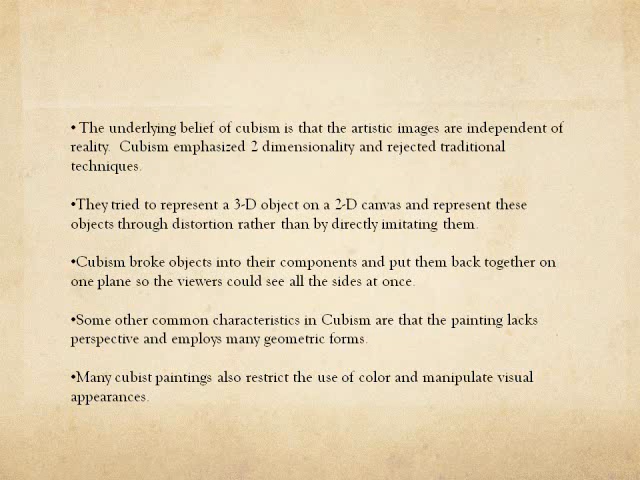 • The underlying belief of cubism is that the artistic images are independent of
reality.  Cubism emphasized 2 dimensionality and rejected traditional
techniques.
•They tried to represent a 3-D object on a 2-D canvas and represent these
objects through distortion rather than by directly imitating them.
•Cubism broke objects into their components and put them back together on
one plane so the viewers could see all the sides at once.
•Some other common characteristics in Cubism are that the painting lacks
perspective and employs many geometric forms.
•Many cubist paintings also restrict the use of color and manipulate visual
appearances.